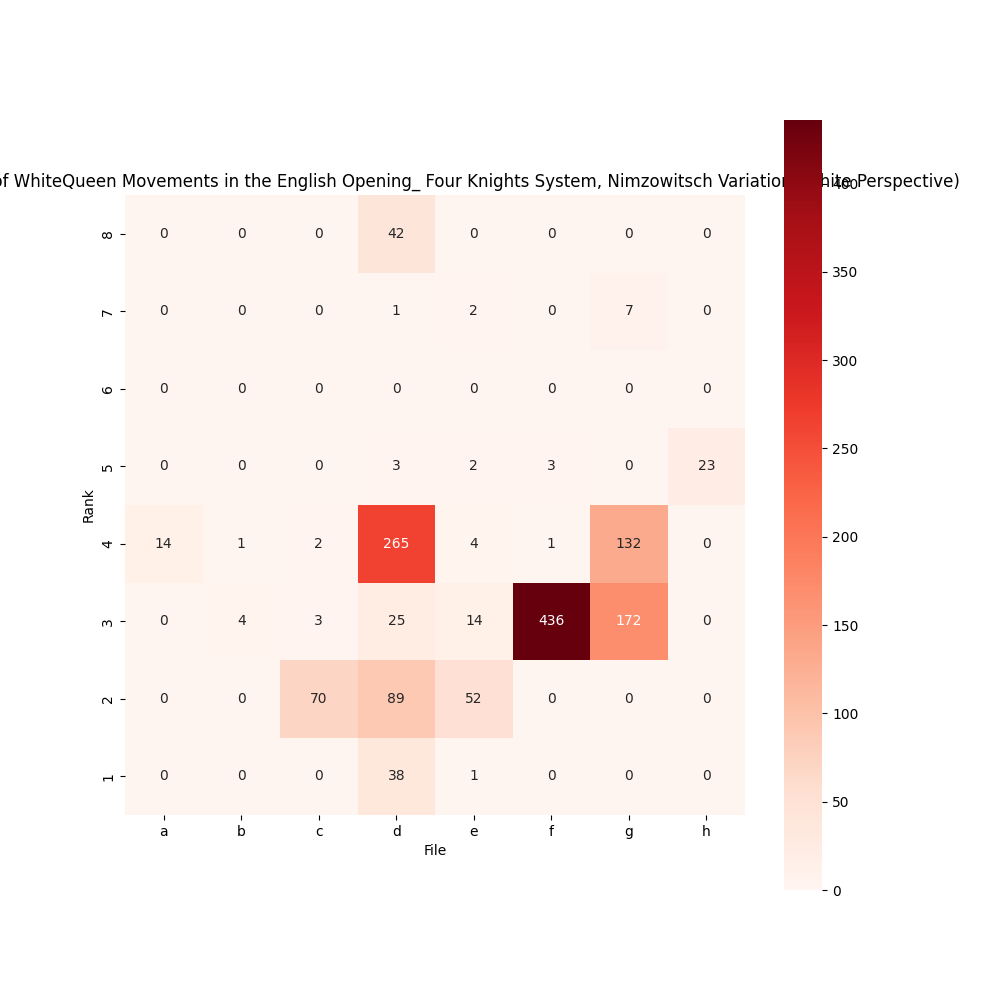 of WhiteQueen Movements in the English Opening_ Four Knights System, Nimzowitsch Variation (White Perspective)
8 0 0 0 42 0 0 0 0
7 0 0 0 1 2 0 7 0
6 0 0 0 0 0 0 0 0
5 0 0 0 3 2 3 0 23
4 14 1 2 265 4 1 132 0
3 0 4 3 25 14 436 172 0
2 0 0 70 89 52 0 0 0
1 0 0 0 38 1 0 0 0
a b c d e f g h
File
Rank
400
350
300
250
200
150
100
50
0